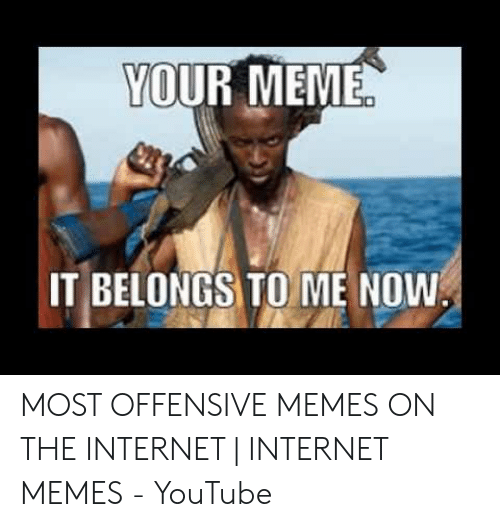 YOUR MEME.
IT BELONGS TO ME NOW.
MOST OFFENSIVE MEMES ON
THE INTERNET | INTERNET
MEMES - YouTube